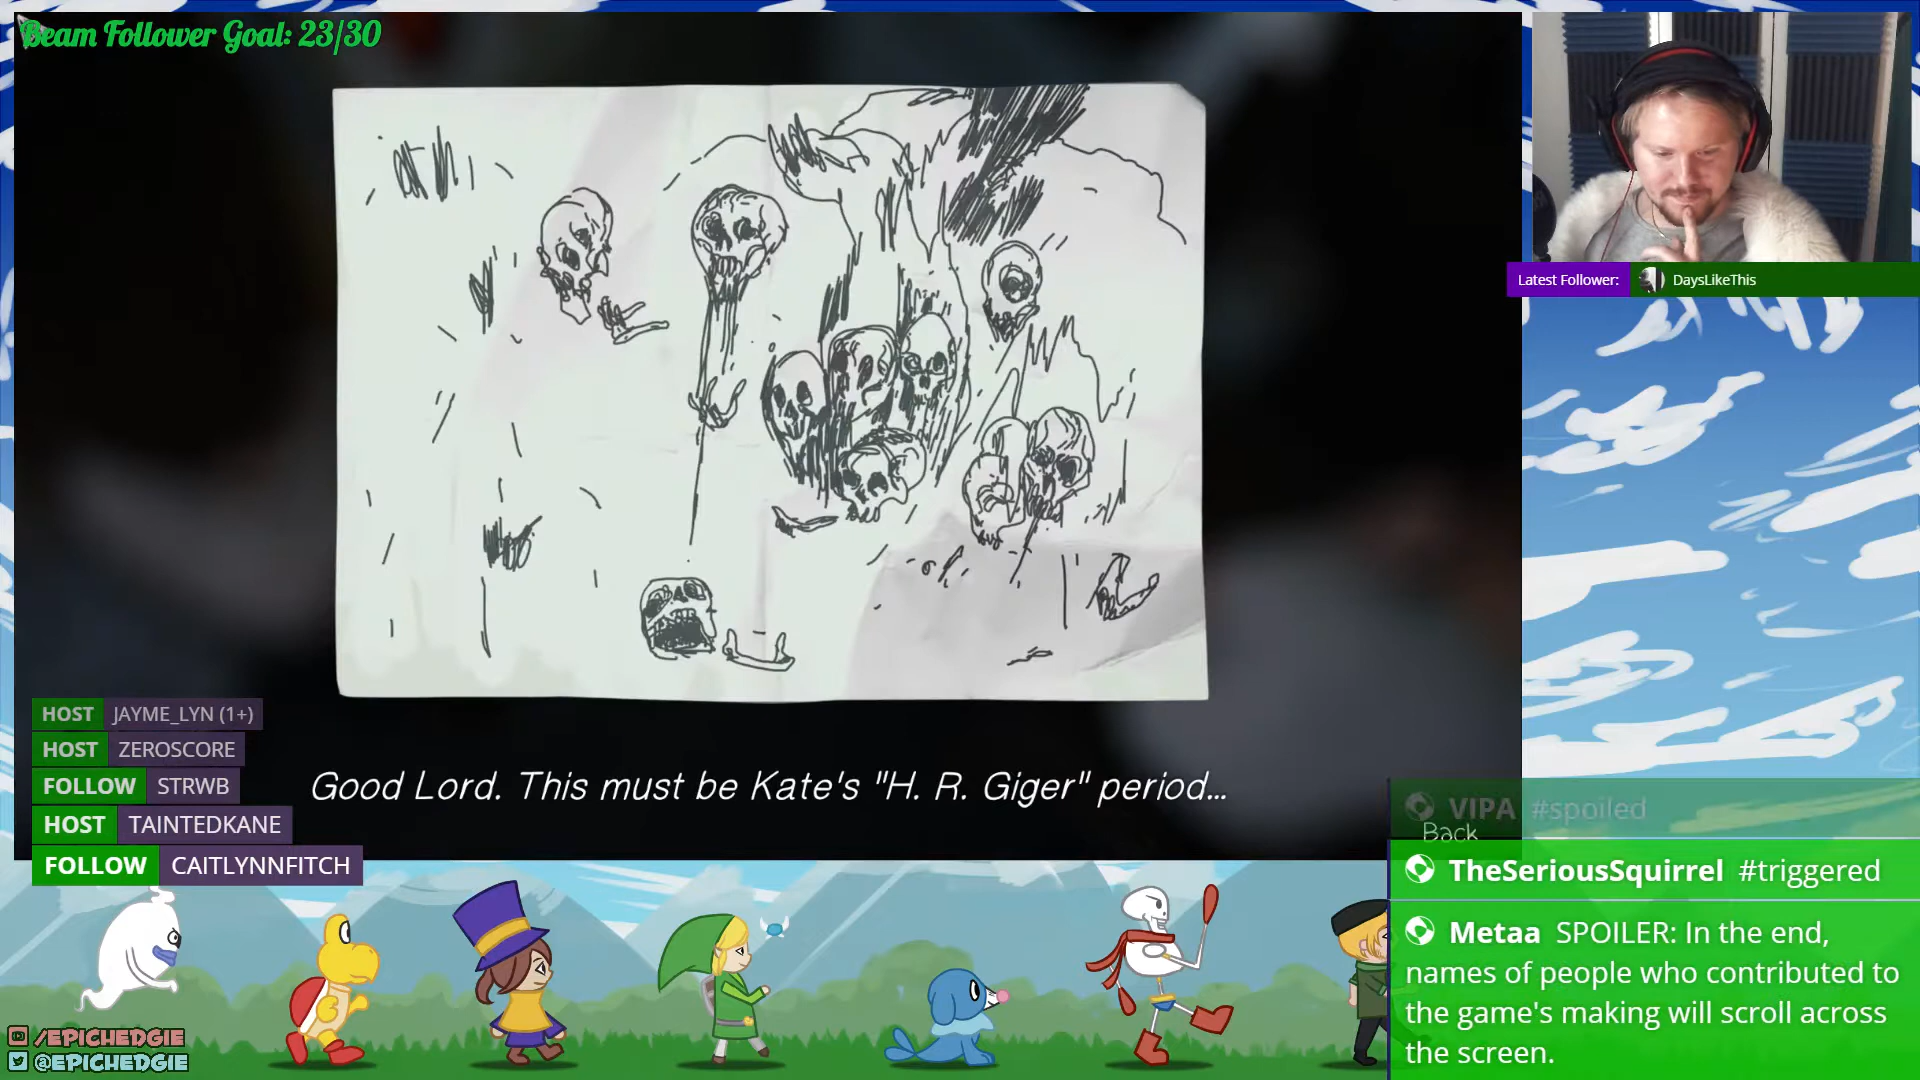 Beam Follower Goal: 23/30
Latest Follower: DaysLikeThis
HOST JAYME_LYN (1+)
HOST ZEROSCORE
FOLLOW STRWB
HOST TAINTEDKANE
FOLLOW CAITLYNNFITCH
Good Lord. This must be Kate's "H. R. Giger" period...
VIPA #spoiled
Back
TheSeriousSquirrel #triggered
Metaa SPOILER: In the end,
names of people who contributed to
the game's making will scroll across
the screen.
/EPICHEDGIE
@EPICHEDGIE